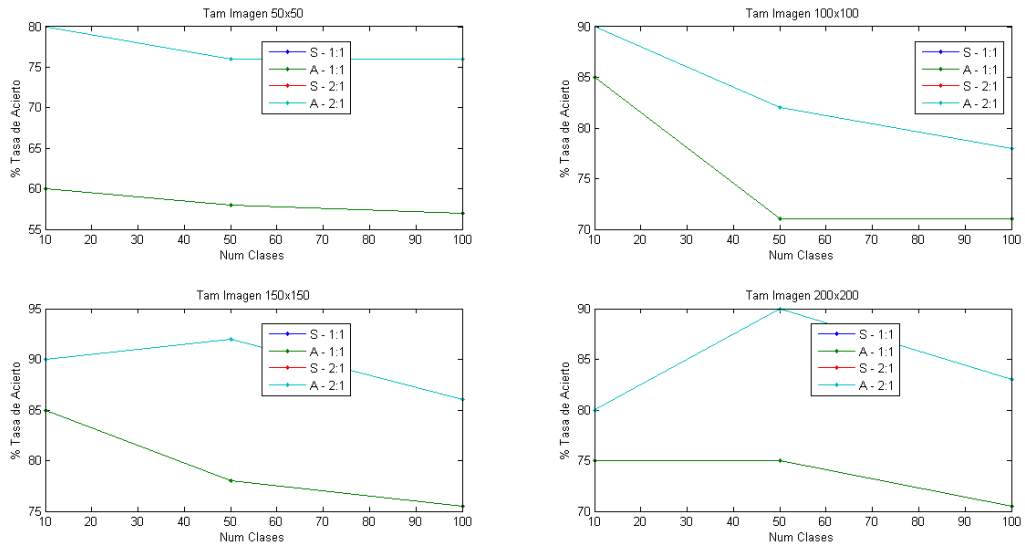 Tam Imagen 50x50
80
75
70
65
60
55
% Tasa de Acierto
10 20 30 40 50 60 70 80 90 100
Num Clases
S - 1:1
A - 1:1
S - 2:1
A - 2:1
Tam Imagen 100x100
90
85
80
75
70
% Tasa de Acierto
10 20 30 40 50 60 70 80 90 100
Num Clases
S - 1:1
A - 1:1
S - 2:1
A - 2:1
Tam Imagen 150x150
95
90
85
80
75
% Tasa de Acierto
10 20 30 40 50 60 70 80 90 100
Num Clases
S - 1:1
A - 1:1
S - 2:1
A - 2:1
Tam Imagen 200x200
90
85
80
75
70
% Tasa de Acierto
10 20 30 40 50 60 70 80 90 100
Num Clases
S - 1:1
A - 1:1
S - 2:1
A - 2:1